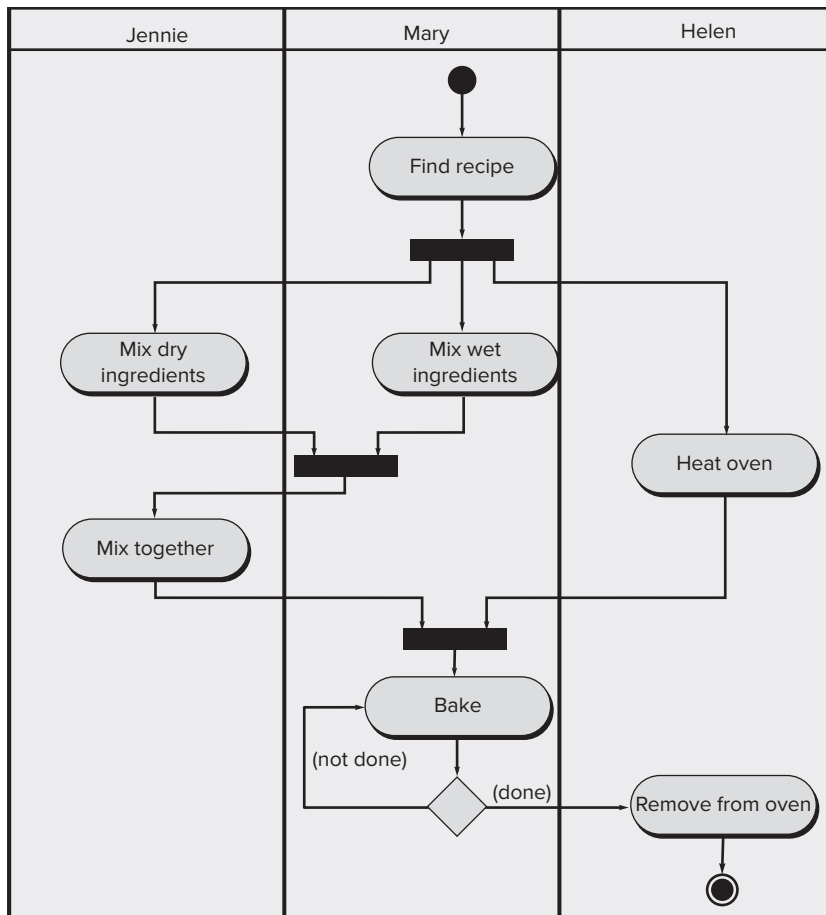 Jennie
Mary
Helen
Find recipe
Mix dry
ingredients
Mix wet
ingredients
Heat oven
Mix together
Bake
(not done)
(done)
Remove from oven